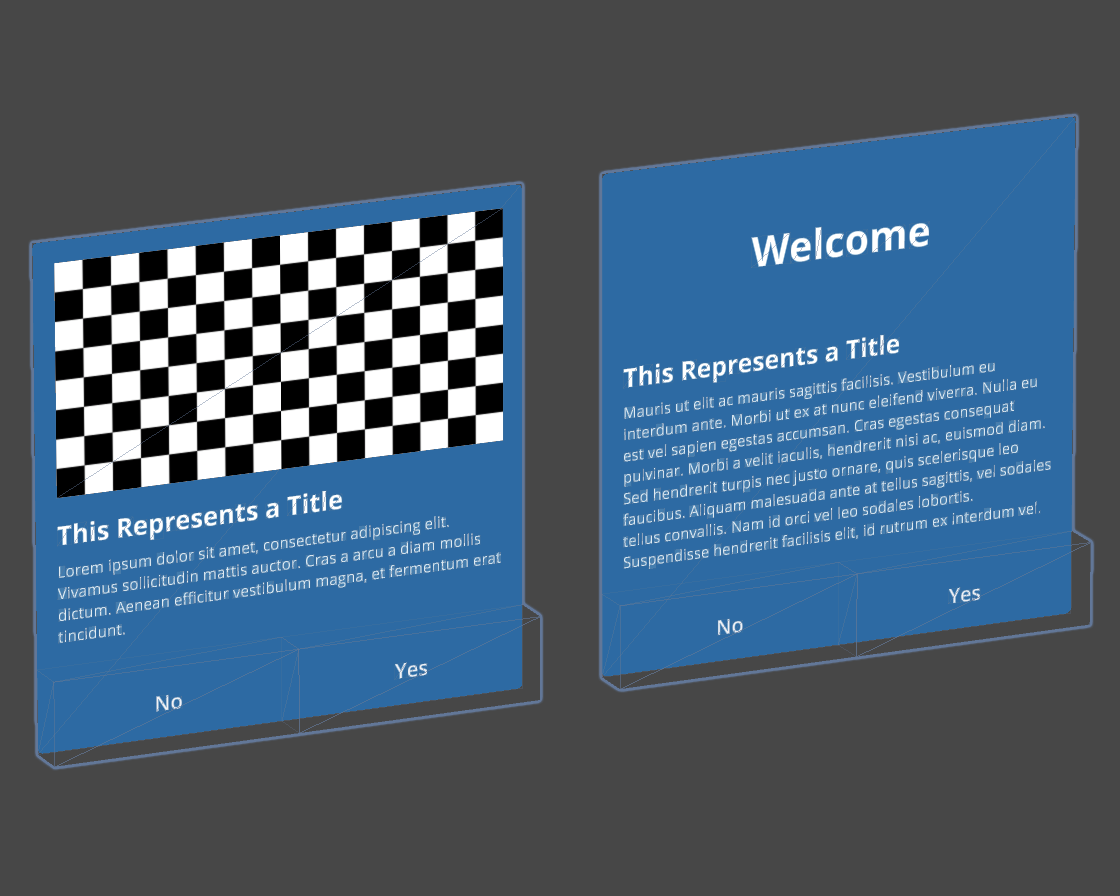 This Represents a Title
Lorem ipsum dolor sit amet, consectetur adipiscing elit.
Vivamus sollicitudin mattis auctor. Cras a arcu a diam mollis
dictum. Aenean efficitur vestibulum magna, et fermentum erat
tincidunt.
No
Yes
Welcome
This Represents a Title
Mauris ut elit ac mauris sagittis facilisis. Vestibulum eu
interdum ante. Morbi ut ex at nunc eleifend viverra. Nulla eu
est vel sapien egestas accumsan. Cras egestas consequat
pulvinar. Morbi a velit iaculis, hendrerit nisi ac, euismod diam.
Sed hendrerit turpis nec justo ornare, quis scelerisque leo
faucibus. Aliquam malesuada ante at tellus sagittis, vel sodales
tellus convallis. Nam id orci vel leo sodales lobortis.
Suspendisse hendrerit facilisis elit, id rutrum ex interdum vel.
No
Yes